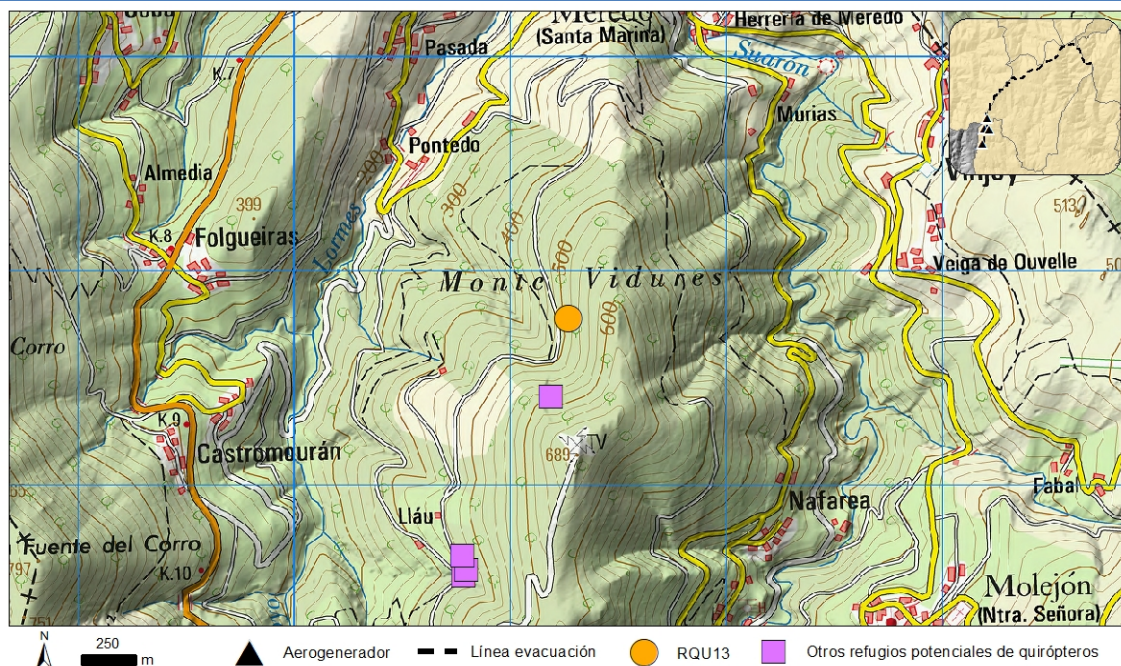 Meredo
(Santa Marina)
Herrería de Meredo
Pasada
Suarón
K.7
Murias
Pontedo
Almedia
300
300
399
400
513
K.8
Folgueiras
Lormes
500
Veiga de Ouvelle
50
Monte Vidures
600
Corro
K.9
Castromourán
TV
689
Fabal
Nafarea
Lláu
Fuente del Corro
797
K.10
Molejón
(Ntra. Señora)
751
N
250
m
Aerogenerador
Línea evacuación
RQU13
Otros refugios potenciales de quirópteros